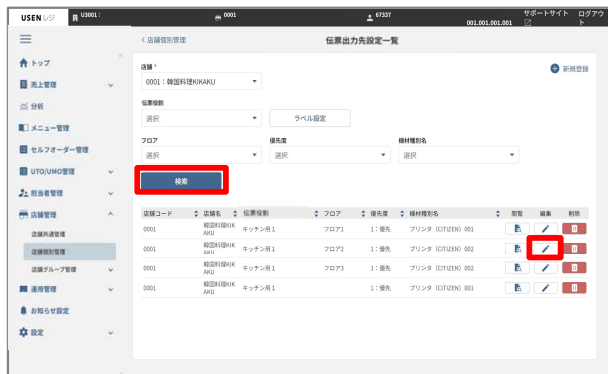 USENレジ U3001： 0001 67337 001.001.001.001 サポートサイト ログアウト
＜店舗個別管理 伝票出力先設定一覧
トップ
売上管理
分析
メニュー管理
セルフオーダー管理
UTO/UMO管理
担当者管理
店舗管理
店舗共通管理
店舗個別管理
店舗グループ管理
運用管理
お知らせ設定
設定
店舗 *
新規登録
0001：韓国料理KIKAKU
伝票役割
選択 ラベル設定
フロア 優先度 機材種別名
選択 選択 選択
検索
店舗コード 店舗名 伝票役割 フロア 優先度 機材種別名 閲覧 編集 削除
0001 韓国料理KIKAKU キッチン用1 フロア1 1：優先 プリンタ（CITIZEN）001
0001 韓国料理KIKAKU キッチン用1 フロア2 1：優先 プリンタ（CITIZEN）002
0001 韓国料理KIKAKU キッチン用1 フロア3 1：優先 プリンタ（CITIZEN）002
0001 韓国料理KIKAKU キッチン用1 1：優先 プリンタ（CITIZEN）001